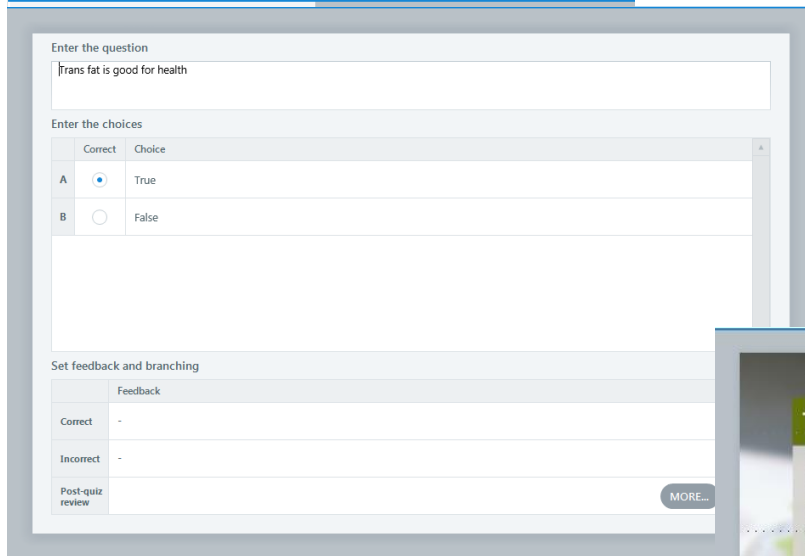 Enter the question
Trans fat is good for health
Enter the choices
Correct Choice
A True
B False
Set feedback and branching
Feedback
Correct -
Incorrect -
Post-quiz
review
MORE...